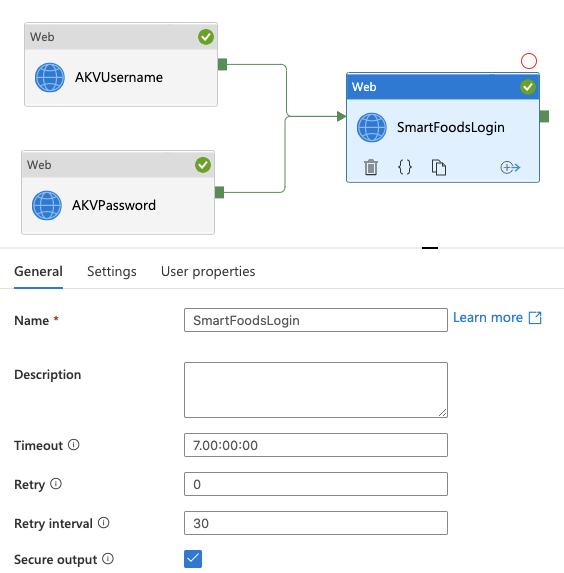 Web
AKVUsername
Web
SmartFoodsLogin
{}
Web
AKVPassword
General Settings User properties
Name * SmartFoodsLogin Learn more
Description
Timeout 7.00:00:00
Retry 0
Retry interval 30
Secure output